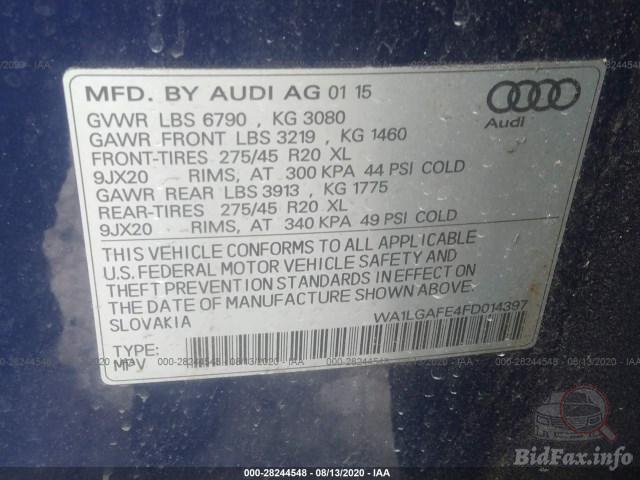 MFD. BY AUDI AG 01 15
Audi
GVWR LBS 6790 , KG 3080
GAWR FRONT LBS 3219 , KG 1460
FRONT-TIRES 275/45 R20 XL
9JX20 RIMS, AT 300 KPA 44 PSI COLD
GAWR REAR LBS 3913 , KG 1775
REAR-TIRES 275/45 R20 XL
9JX20 RIMS, AT 340 KPA 49 PSI COLD
THIS VEHICLE CONFORMS TO ALL APPLICABLE
U.S. FEDERAL MOTOR VEHICLE SAFETY AND
THEFT PREVENTION STANDARDS IN EFFECT ON
THE DATE OF MANUFACTURE SHOWN ABOVE.
SLOVAKIA
WA1LGAFE4FD014397
TYPE:
MPV
000-28244548 - 08/13/2020 - IAA
BidFax.info